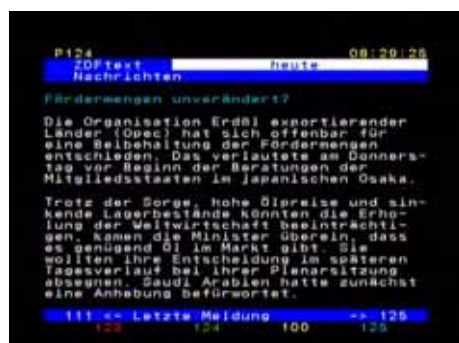 P124 08:29:25
ZDFtext heute
Nachrichten
Fördermengen unverändert?
Die Organisation Erdöl exportierender
Länder (Opec) hat sich offenbar für
eine Beibehaltung der Fördermengen
entschieden. Das verlautete am Donners-
tag vor Beginn der Beratungen der
Mitgliedsstaaten im japanischen Osaka.
Trotz der Sorge, hohe Ölpreise und sin-
kende Lagerbestände könnten die Erho-
lung der Weltwirtschaft beeinträchti-
gen, kamen die Minister überein, dass
es genügend Öl im Markt gibt. Sie
wollten ihre Entscheidung im späteren
Tagesverlauf bei ihrer Plenarsitzung
absegnen. Saudi Arabien hatte zunächst
eine Anhebung befürwortet.
111 <- Letzte Meldung -> 125
123 124 100 125